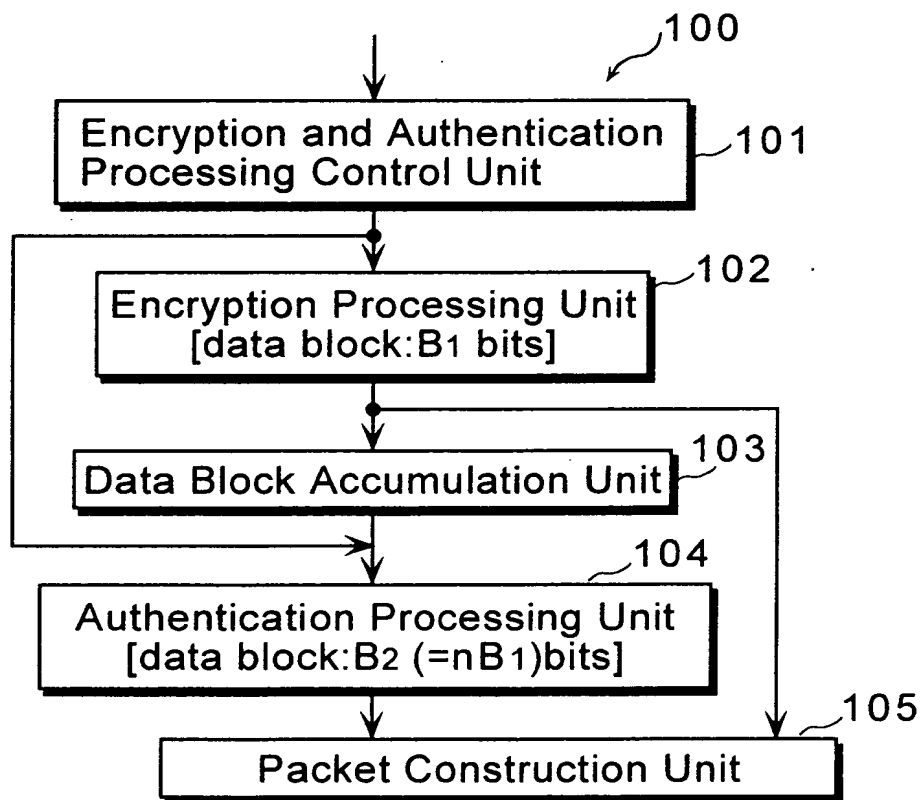 100
Encryption and Authentication
Processing Control Unit
101
102
Encryption Processing Unit
[data block:B1 bits]
103
Data Block Accumulation Unit
104
Authentication Processing Unit
[data block:B2 (=nB1)bits]
105
Packet Construction Unit